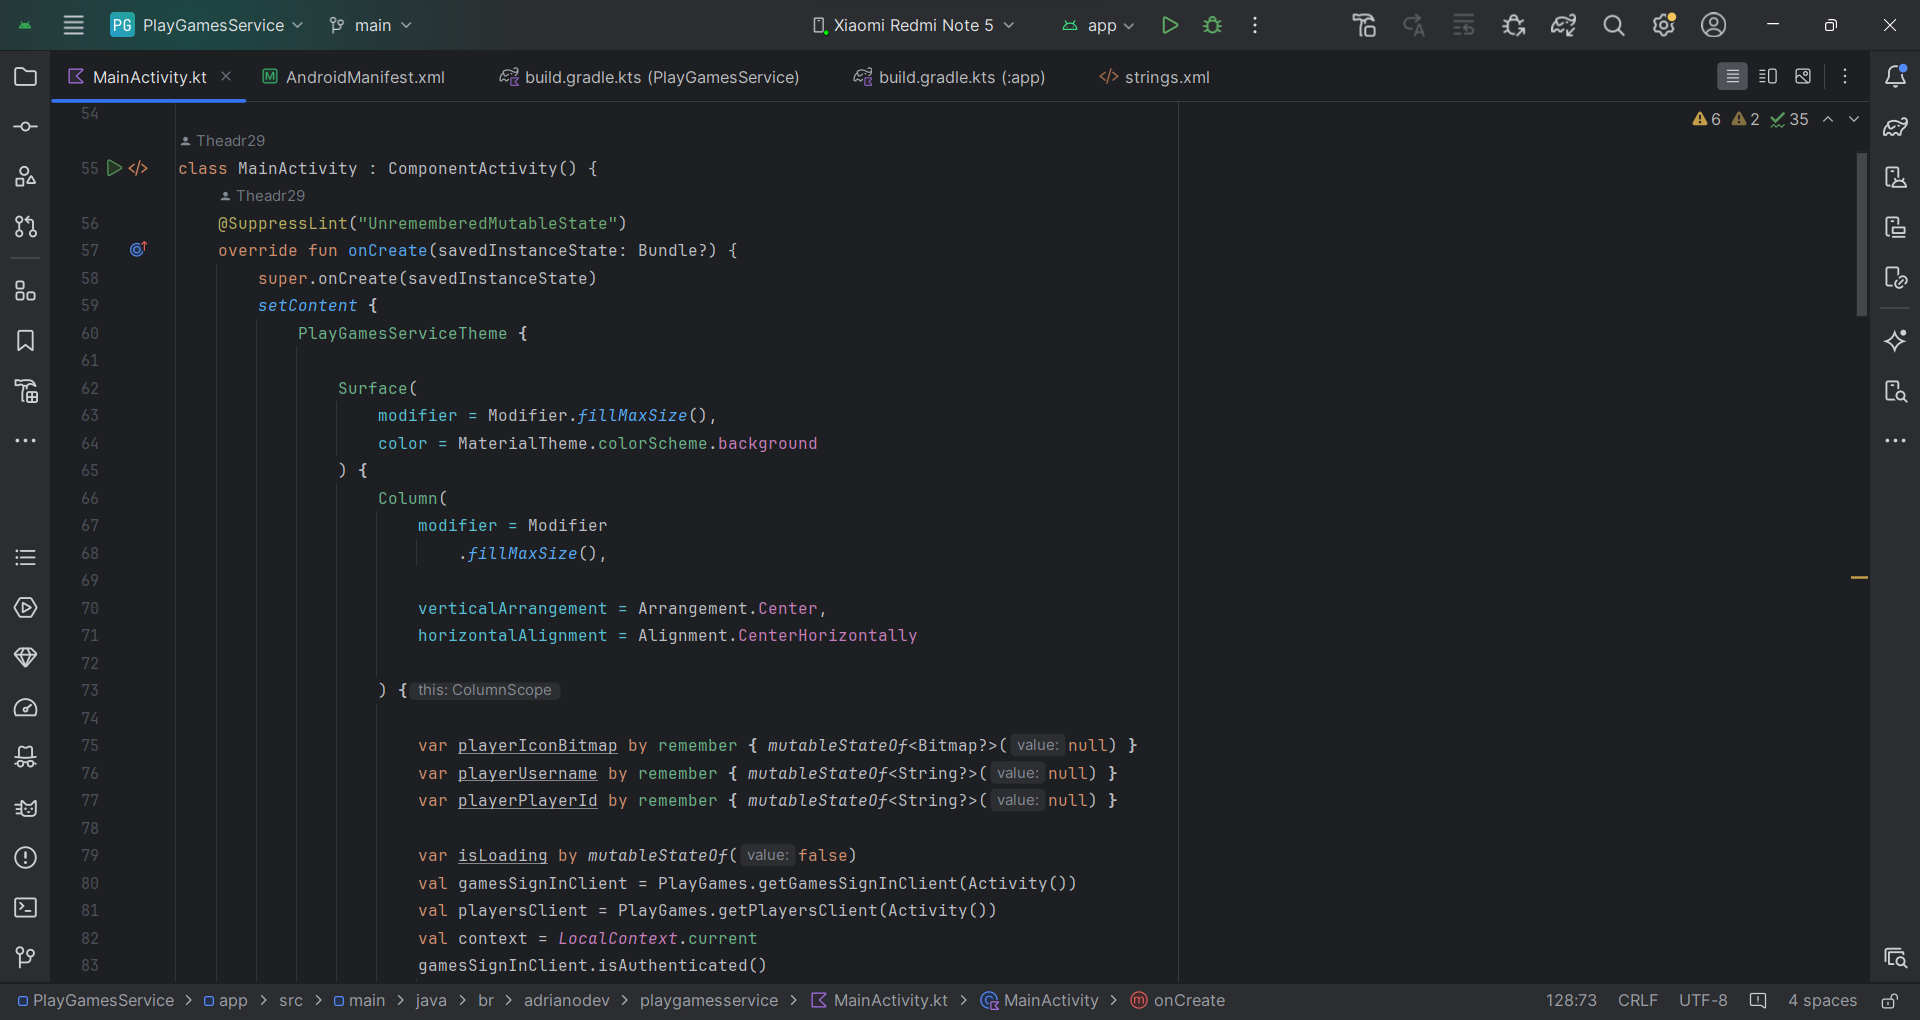 PG PlayGamesService main Xiaomi Redmi Note 5 app
MainActivity.kt AndroidManifest.xml build.gradle.kts (PlayGamesService) build.gradle.kts (:app) strings.xml
6 2 35
54
Theadr29
55 class MainActivity : ComponentActivity() {
Theadr29
56 @SuppressLint("UnrememberedMutableState")
57 override fun onCreate(savedInstanceState: Bundle?) {
58 super.onCreate(savedInstanceState)
59 setContent {
60 PlayGamesServiceTheme {
61
62 Surface(
63 modifier = Modifier.fillMaxSize(),
64 color = MaterialTheme.colorScheme.background
65 ) {
66 Column(
67 modifier = Modifier
68 .fillMaxSize(),
69
70 verticalArrangement = Arrangement.Center,
71 horizontalAlignment = Alignment.CenterHorizontally
72
73 ) { this: ColumnScope
74
75 var playerIconBitmap by remember { mutableStateOf<Bitmap?>( value: null) }
76 var playerUsername by remember { mutableStateOf<String?>( value: null) }
77 var playerPlayerId by remember { mutableStateOf<String?>( value: null) }
78
79 var isLoading by mutableStateOf( value: false)
80 val gamesSignInClient = PlayGames.getGamesSignInClient(Activity())
81 val playersClient = PlayGames.getPlayersClient(Activity())
82 val context = LocalContext.current
83 gamesSignInClient.isAuthenticated()
PlayGamesService > app > src > main > java > br > adrianodev > playgamesservice > MainActivity.kt > MainActivity > onCreate 128:73 CRLF UTF-8 4 spaces